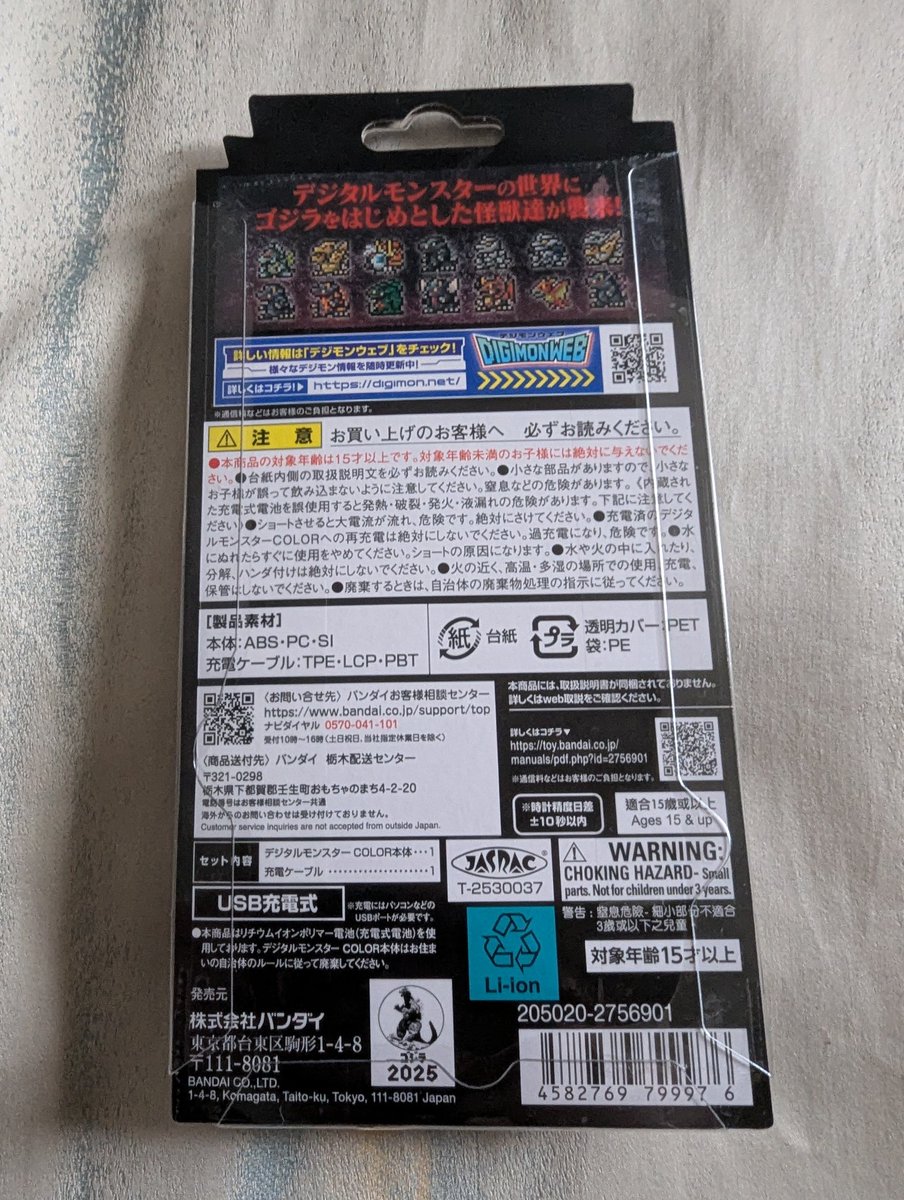 デジタルモンスターの世界に
ゴジラをはじめとした怪獣達が襲来!
詳しい情報は「デジモンウェブ」をチェック!
様々なデジモン情報を随時更新中!
詳しくはコチラ! https://digimon.net/
デジモンウェブ
DIGIMONWEB
※通信料などはお客様のご負担となります。
注意 お買い上げのお客様へ 必ずお読みください。
●本商品の対象年齢は15才以上です。対象年齢未満のお子様には絶対に与えないでくだ
さい。●台紙内側の取扱説明文を必ずお読みください。●小さな部品がありますので、小さな
お子様が誤って飲み込まないように注意してください。窒息などの危険があります。《内蔵され
た充電式電池を誤使用すると発熱・破裂・発火・液漏れの危険があります。下記に注意してく
ださい》●ショートさせると大電流が流れ、危険です。絶対にさけてください。●充電済のデジタ
ルモンスターCOLORへの再充電は絶対にしないでください。過充電になり、危険です。●水
にぬれたらすぐに使用をやめてください。ショートの原因になります。●水や火の中に入れたり、
分解、ハンダ付けは絶対にしないでください。●火の近く、高温・多湿の場所での使用、充電、
保管はしないでください。●廃棄するときは、自治体の廃棄物処理の指示に従ってください。
[製品素材]
本体:ABS・PC・SI
充電ケーブル:TPE・LCP・PBT
紙 台紙
プラ 透明カバー:PET
袋:PE
〈お問い合せ先〉バンダイお客様相談センター
https://www.bandai.co.jp/support/top
ナビダイヤル 0570-041-101
受付10時〜16時(土日祝日、当社指定休業日を除く)
〈商品送付先〉バンダイ 栃木配送センター
〒321-0298
栃木県下都賀郡壬生町おもちゃのまち4-2-20
電話番号はお客様相談センター共通
海外からのお問い合わせは受け付けておりません。
Customer service inquiries are not accepted from outside Japan.
本商品には、取扱説明書が同梱されておりません。
詳しくはweb取説をご確認ください。
詳しくはコチラ▼
https://toy.bandai.co.jp/
manuals/pdf.php?id=2756901
※通信料などはお客様のご負担となります。
※時計精度日差
±10秒以内
適合15歲或以上
Ages 15 & up
セット内容
デジタルモンスター COLOR本体…1
充電ケーブル……………………1
JASRAC
T-2530037
WARNING:
CHOKING HAZARD- Small
parts. Not for children under 3 years.
USB充電式
※充電にはパソコンなどの
USBポートが必要です。
警告:窒息危險・細小部分不適合
3歲或以下之兒童
●本商品はリチウムイオンポリマー電池(充電式電池)を使
用しております。デジタルモンスター COLOR本体はお住ま
いの自治体のルールに従って廃棄してください。
Li-ion
対象年齢15才以上
発売元
株式会社バンダイ
東京都台東区駒形1-4-8
〒111-8081
BANDAI CO.,LTD.
1-4-8, Komagata, Taito-ku, Tokyo, 111-8081 Japan
ゴジラ
2025
205020-2756901
4582769 799976